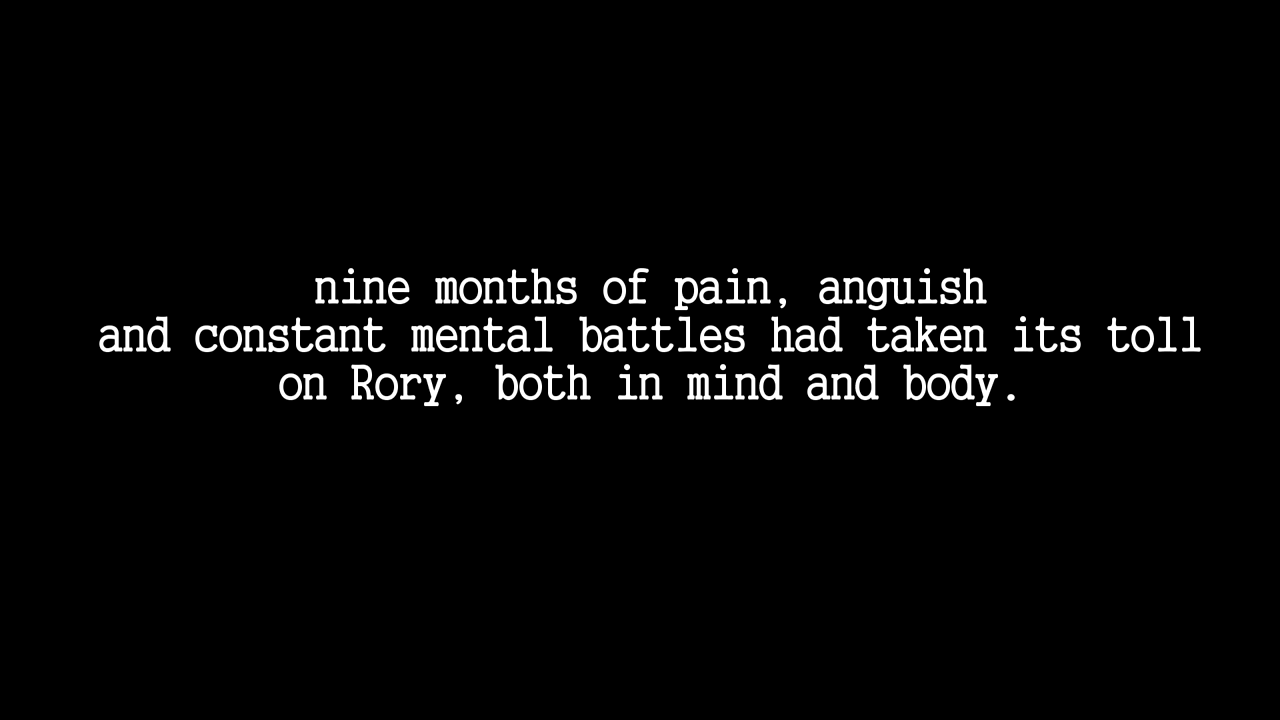 nine months of pain, anguish
and constant mental battles had taken its toll
on Rory, both in mind and body.